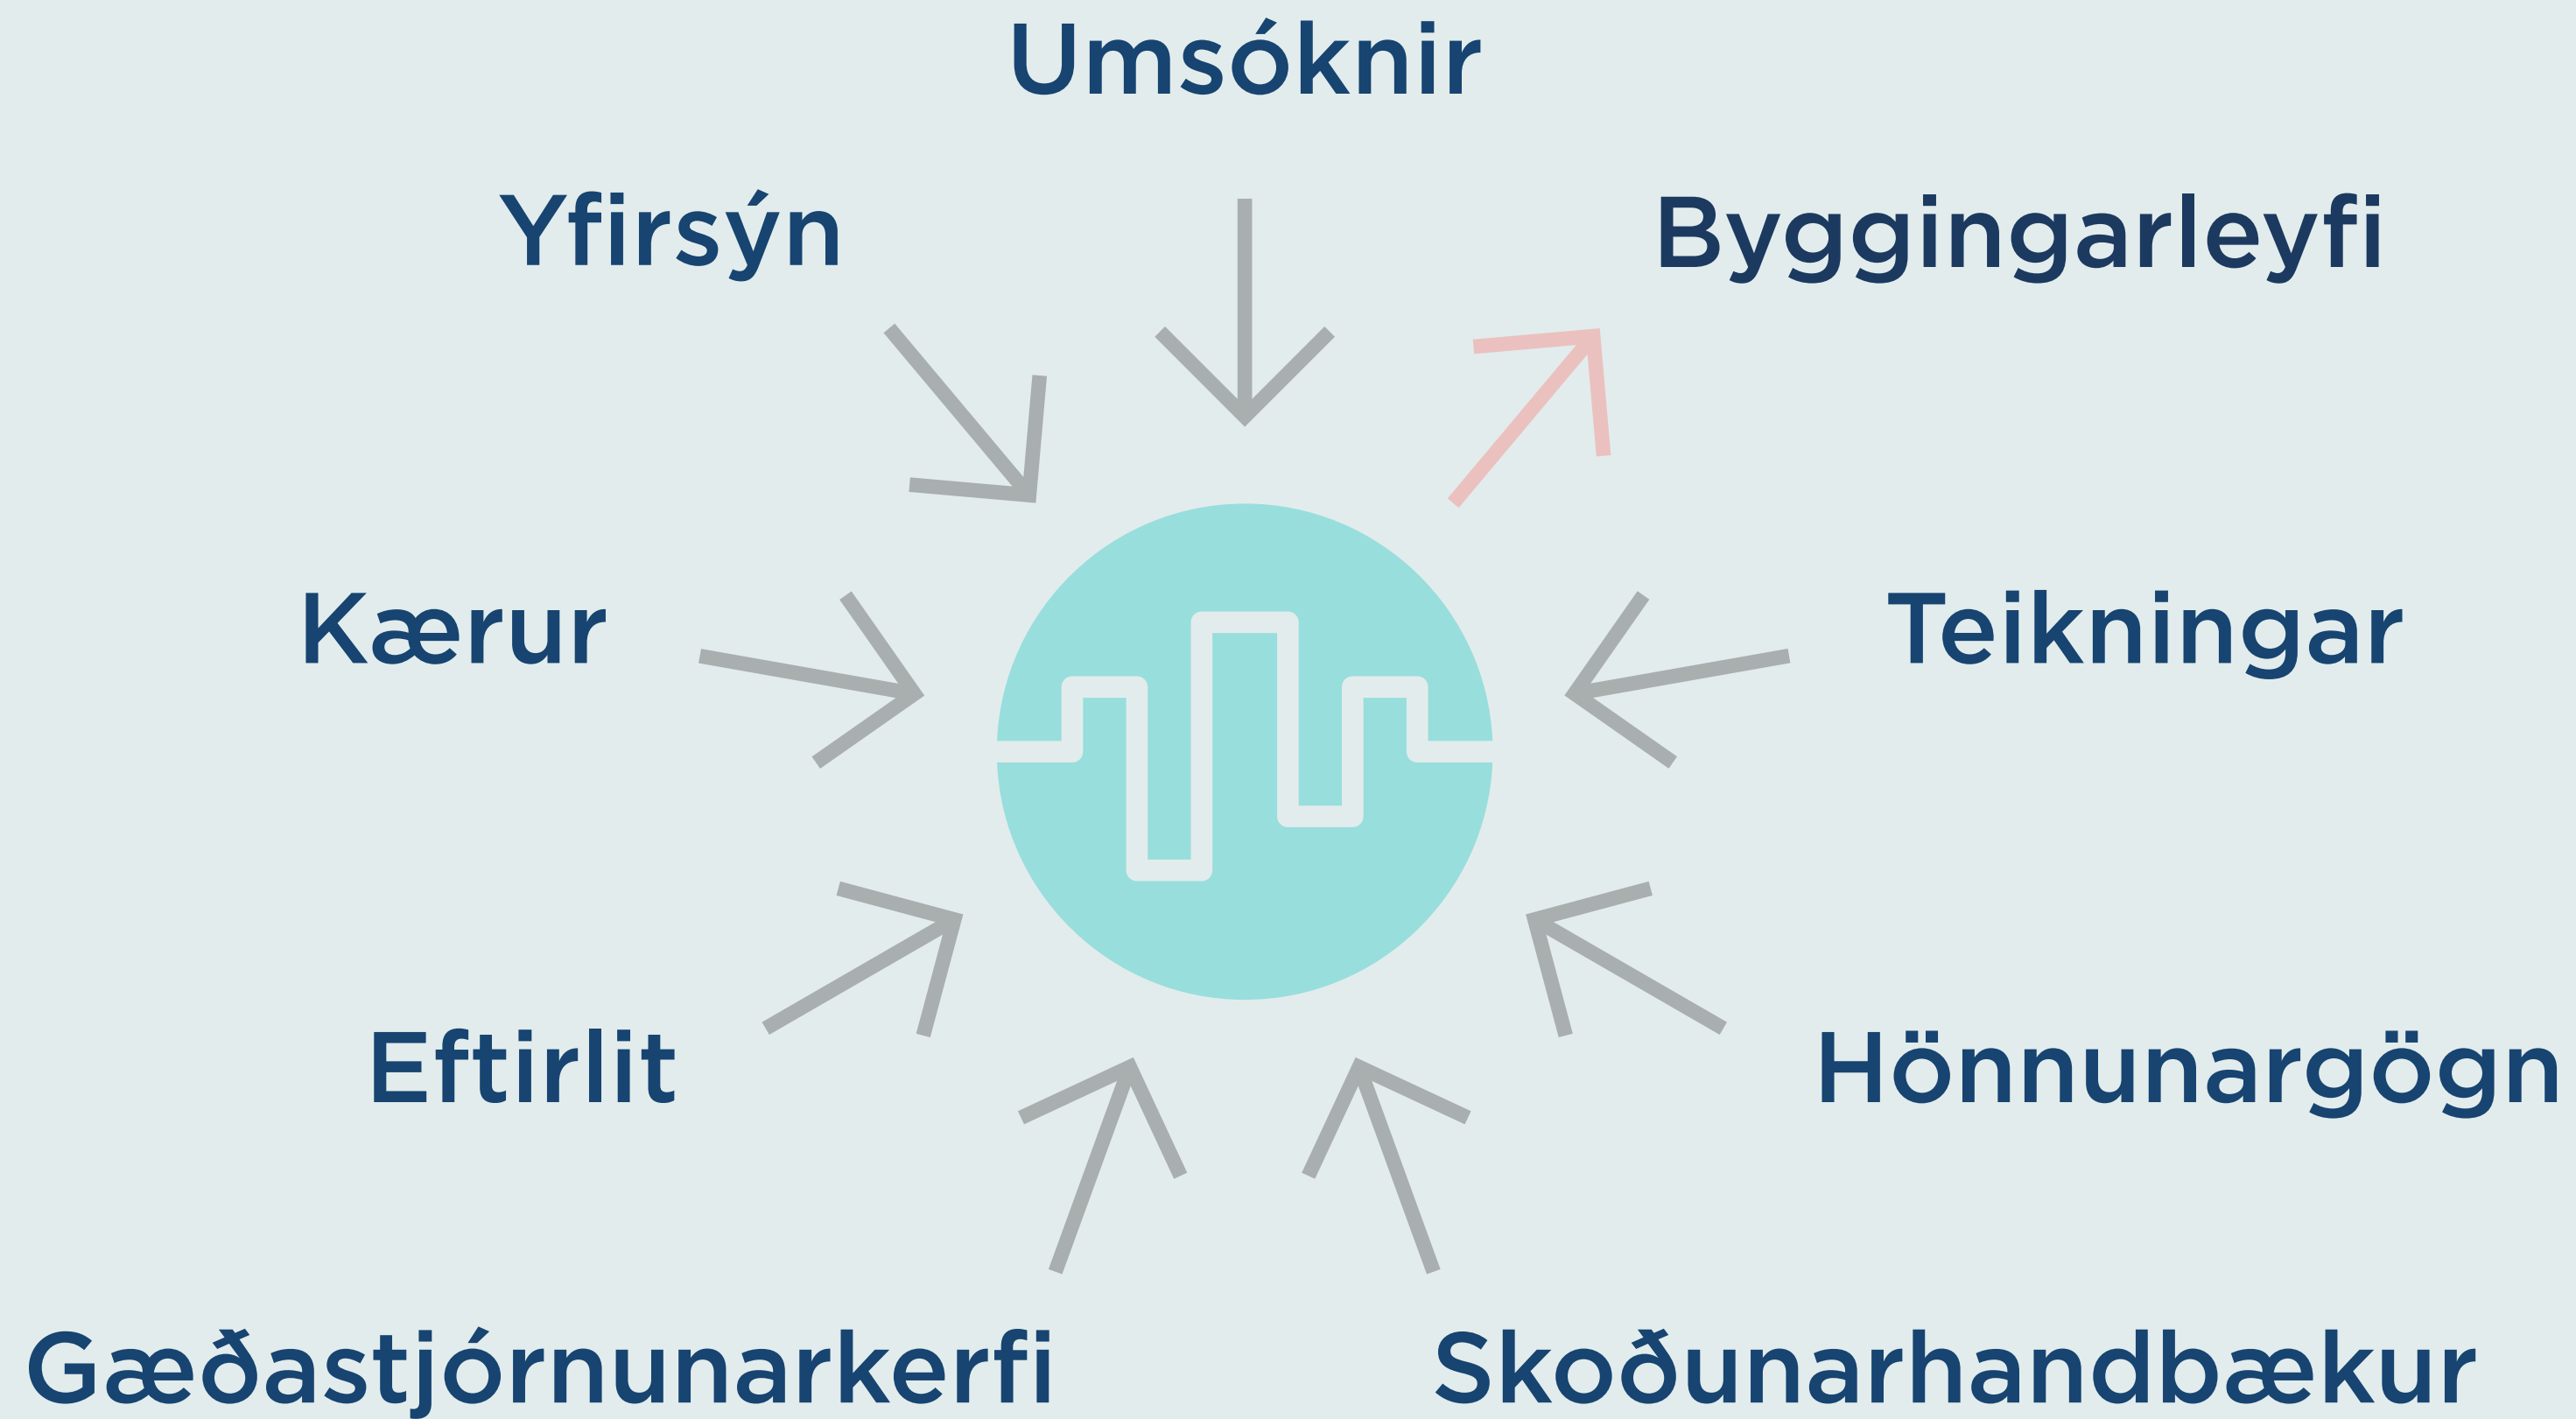 Umsóknir
Yfirsýn
Byggingarleyfi
Kærur
Teikningar
Eftirlit
Hönnunargögn
Gæðastjórnunarkerfi
Skoðunarhandbækur